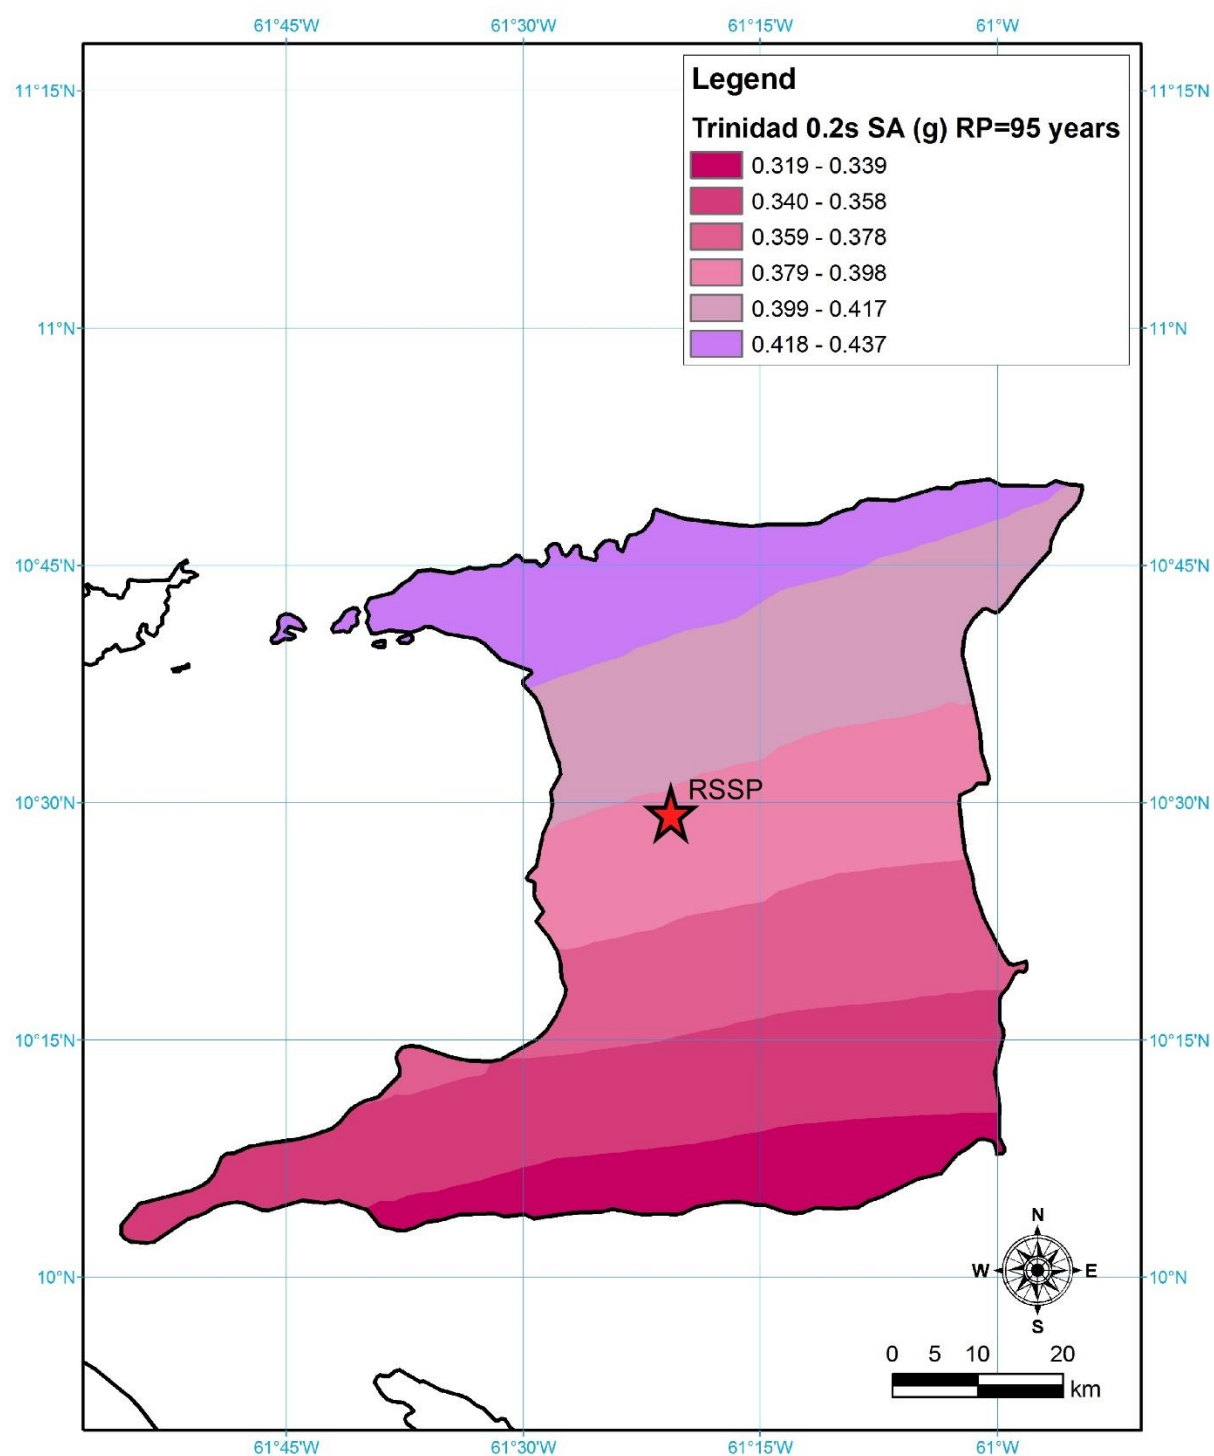 61°45'W 61°30'W 61°15'W 61°W
Legend
11°15'N 11°15'N
Trinidad 0.2s SA (g) RP=95 years
0.319 - 0.339
0.340 - 0.358
0.359 - 0.378
0.379 - 0.398
0.399 - 0.417
11°N 11°N
0.418 - 0.437
10°45'N 10°45'N
RSSP
10°30'N 10°30'N
10°15'N 10°15'N
N
10°N W E 10°N
S
0 5 10 20
km
61°45'W 61°30'W 61°15'W 61°W